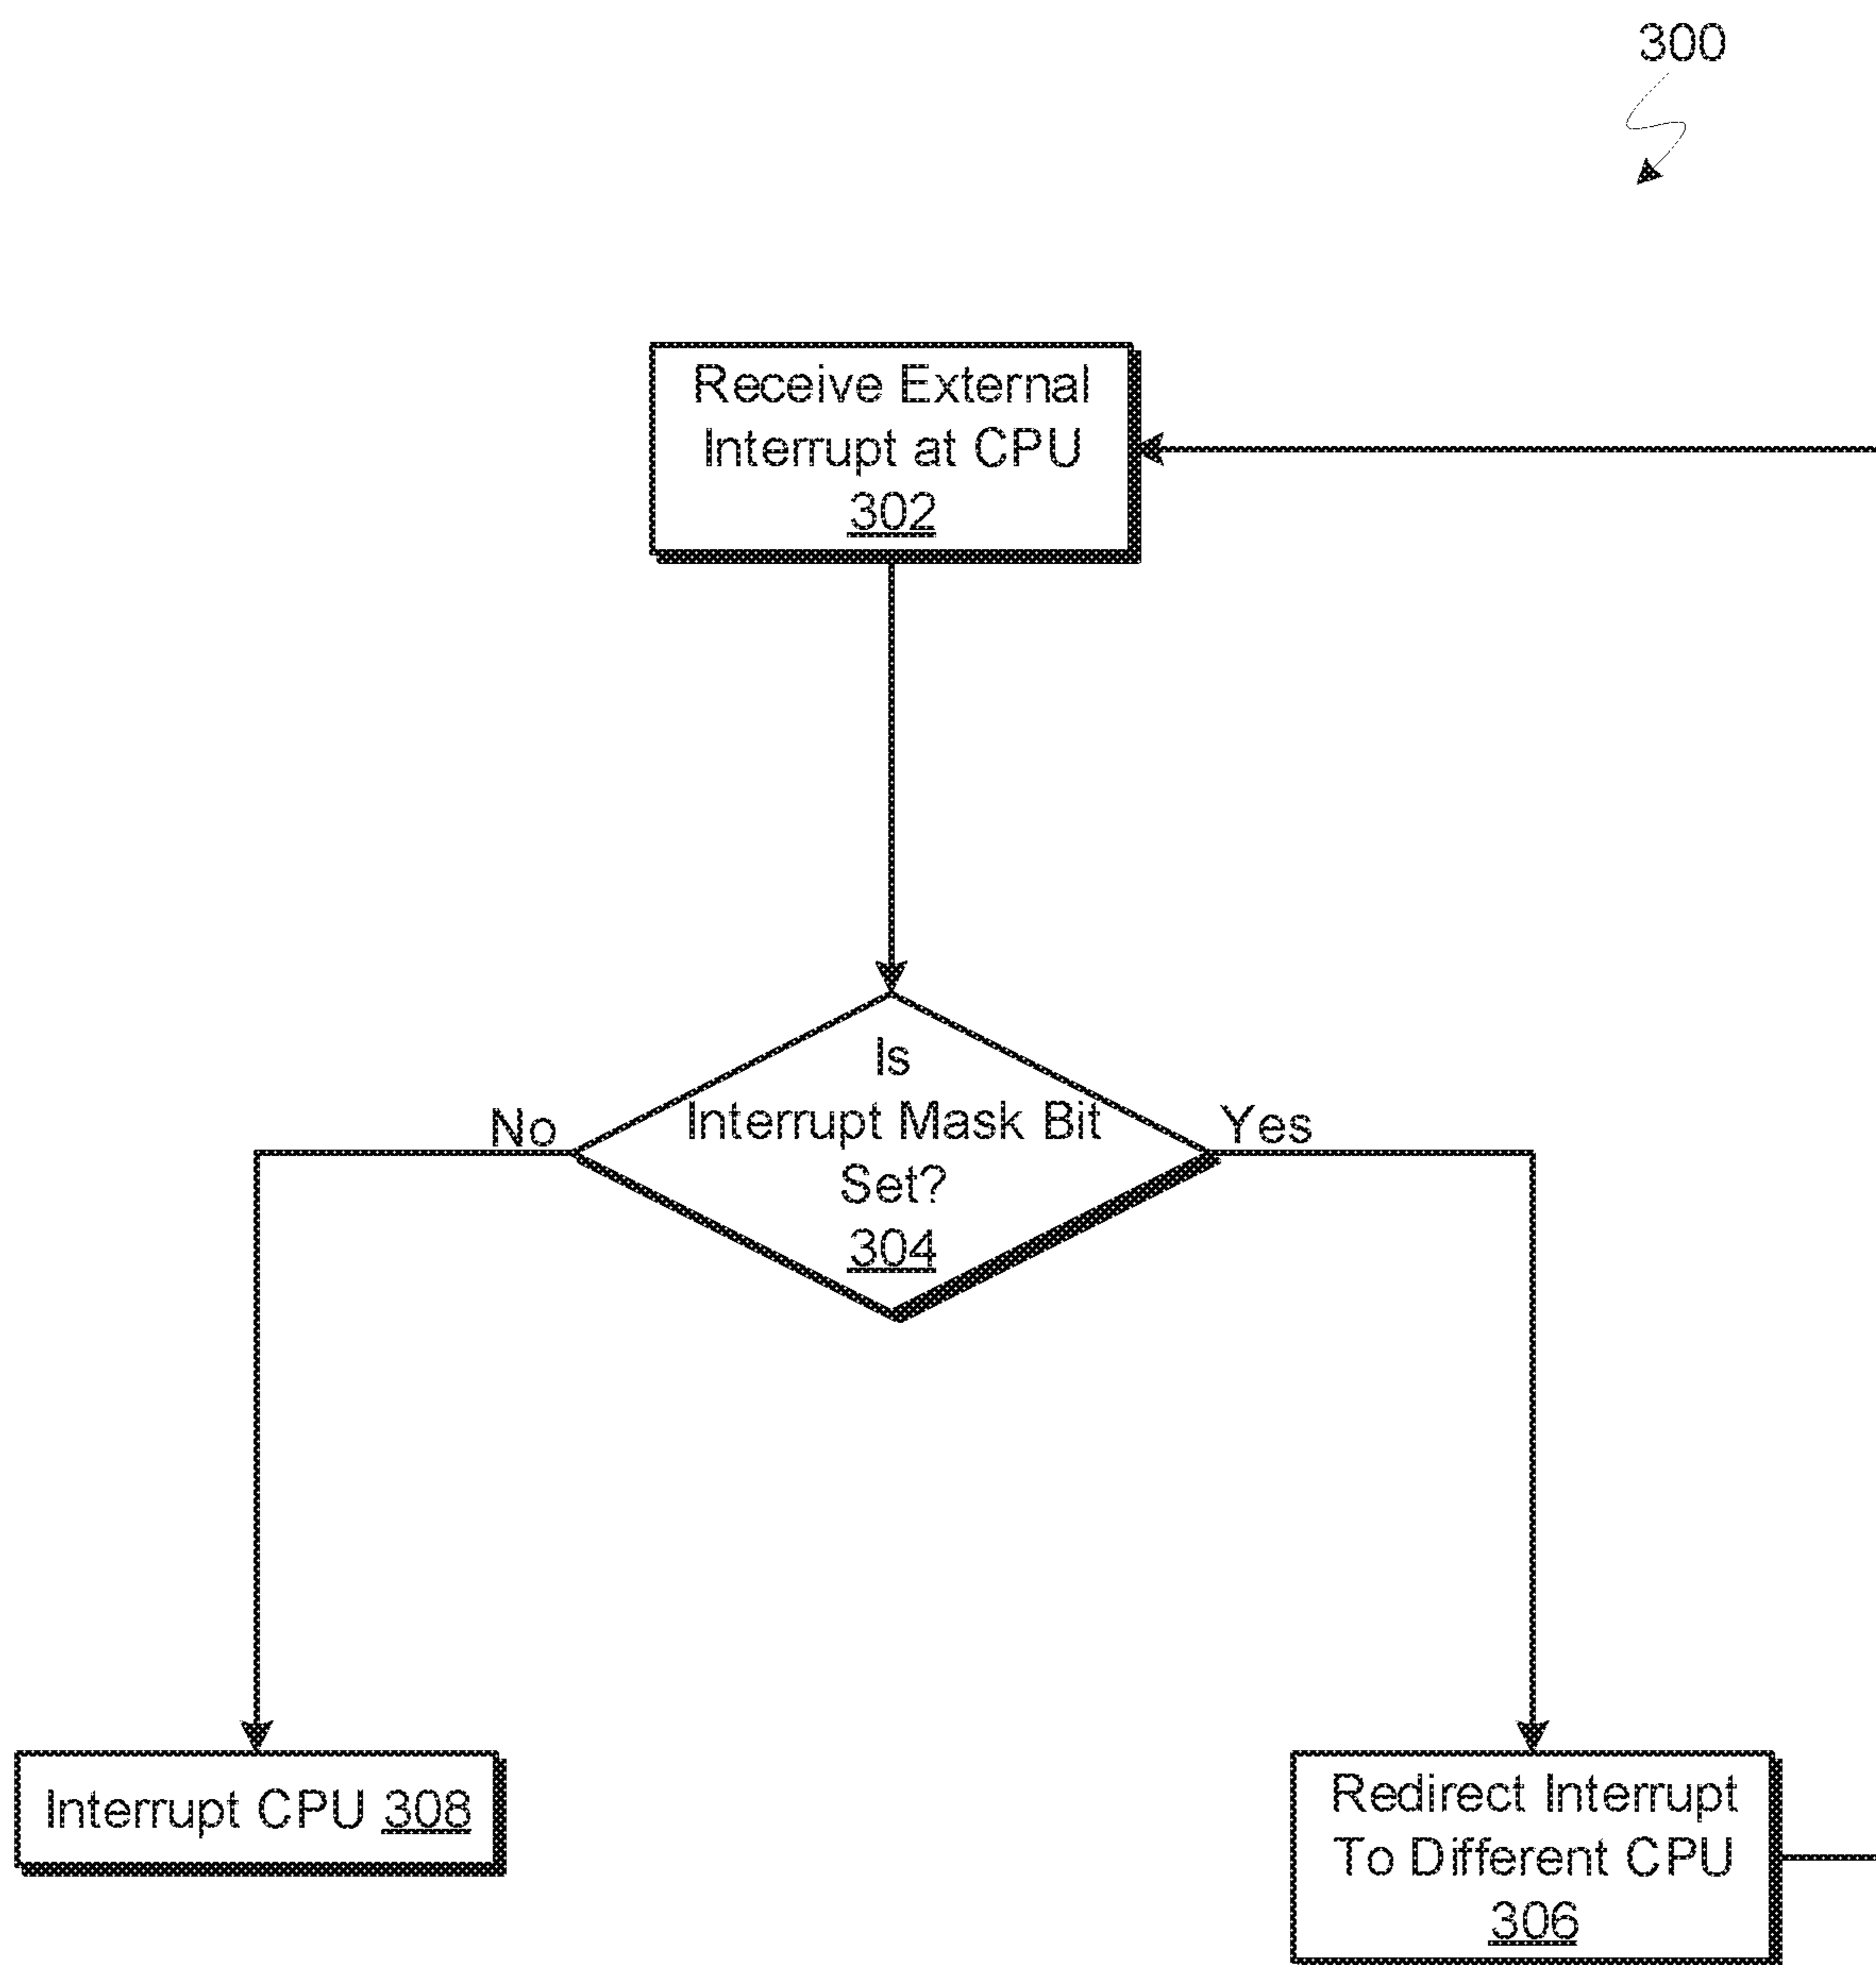 300
Receive External
Interrupt at CPU
302
Is
Interrupt Mask Bit
Set?
304
No
Yes
Interrupt CPU 308
Redirect Interrupt
To Different CPU
306